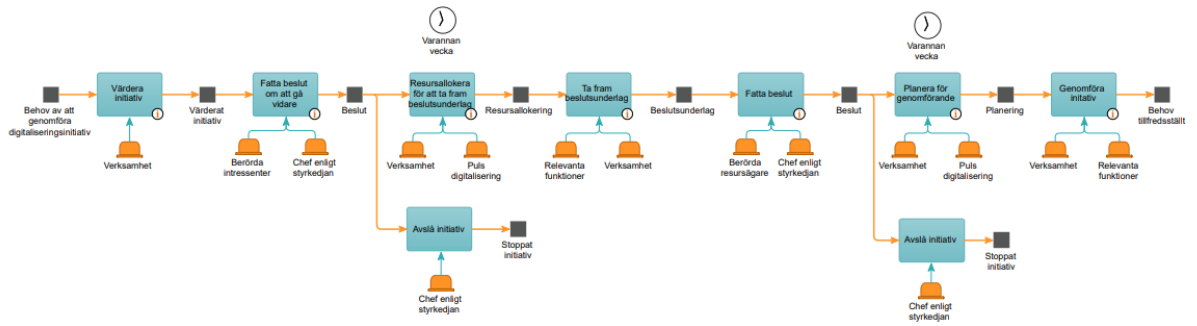 Varannan
vecka
Varannan
vecka
Behov av att
genomföra
digitaliseringsinitiativ
Värdera
initiativ
Värderat
initiativ
Fatta beslut
om att gå
vidare
Beslut
Resursallokera
för att ta fram
beslutsunderlag
Resursallokering
Ta fram
beslutsunderlag
Beslutsunderlag
Fatta beslut
Beslut
Planera för
genomförande
Planering
Genomföra
initativ
Behov
tillfredsställt
Verksamhet
Berörda
intressenter
Chef enligt
styrkedjan
Verksamhet
Puls
digitalisering
Relevanta
funktioner
Verksamhet
Berörda
resursägare
Chef enligt
styrkedjan
Verksamhet
Puls
digitalisering
Verksamhet
Relevanta
funktioner
Avslå initiativ
Stoppat
initiativ
Chef enligt
styrkedjan
Avslå initiativ
Stoppat
initiativ
Chef enligt
styrkedjan